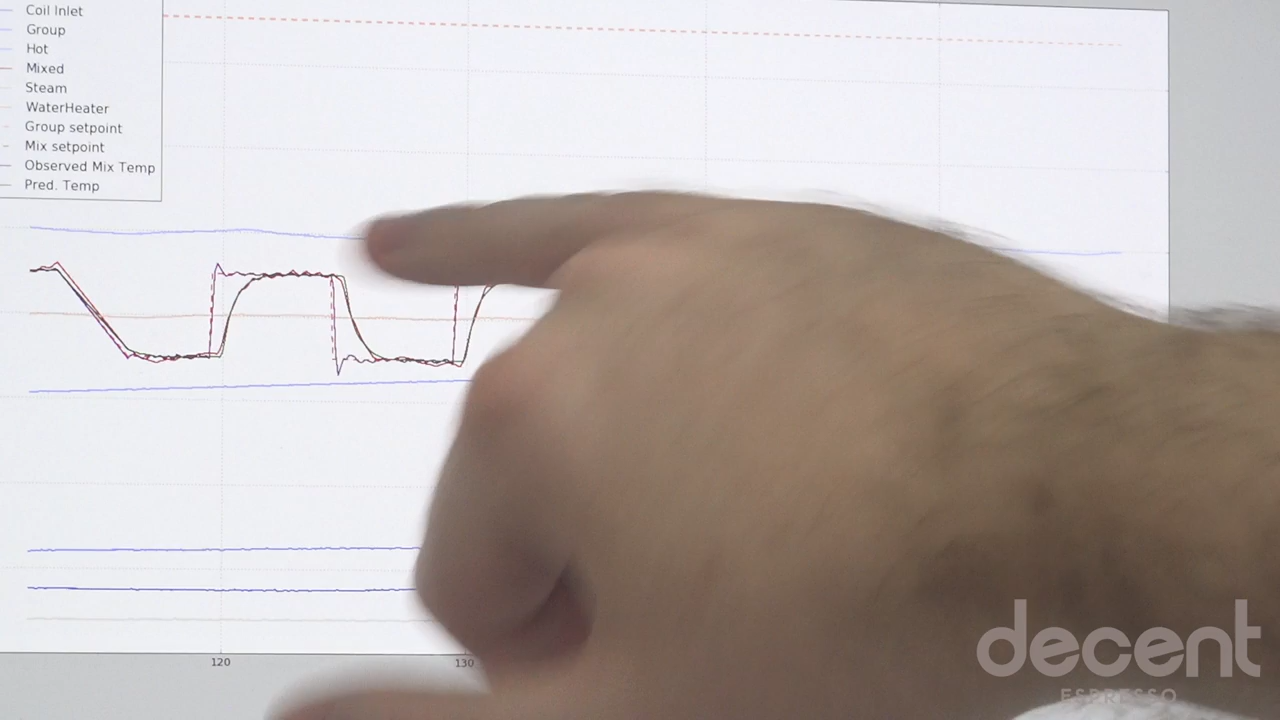 Coil Inlet
Group
Hot
Mixed
Steam
WaterHeater
Group setpoint
Mix setpoint
Observed Mix Temp
Pred. Temp
120
130
decent
ESPRESSO